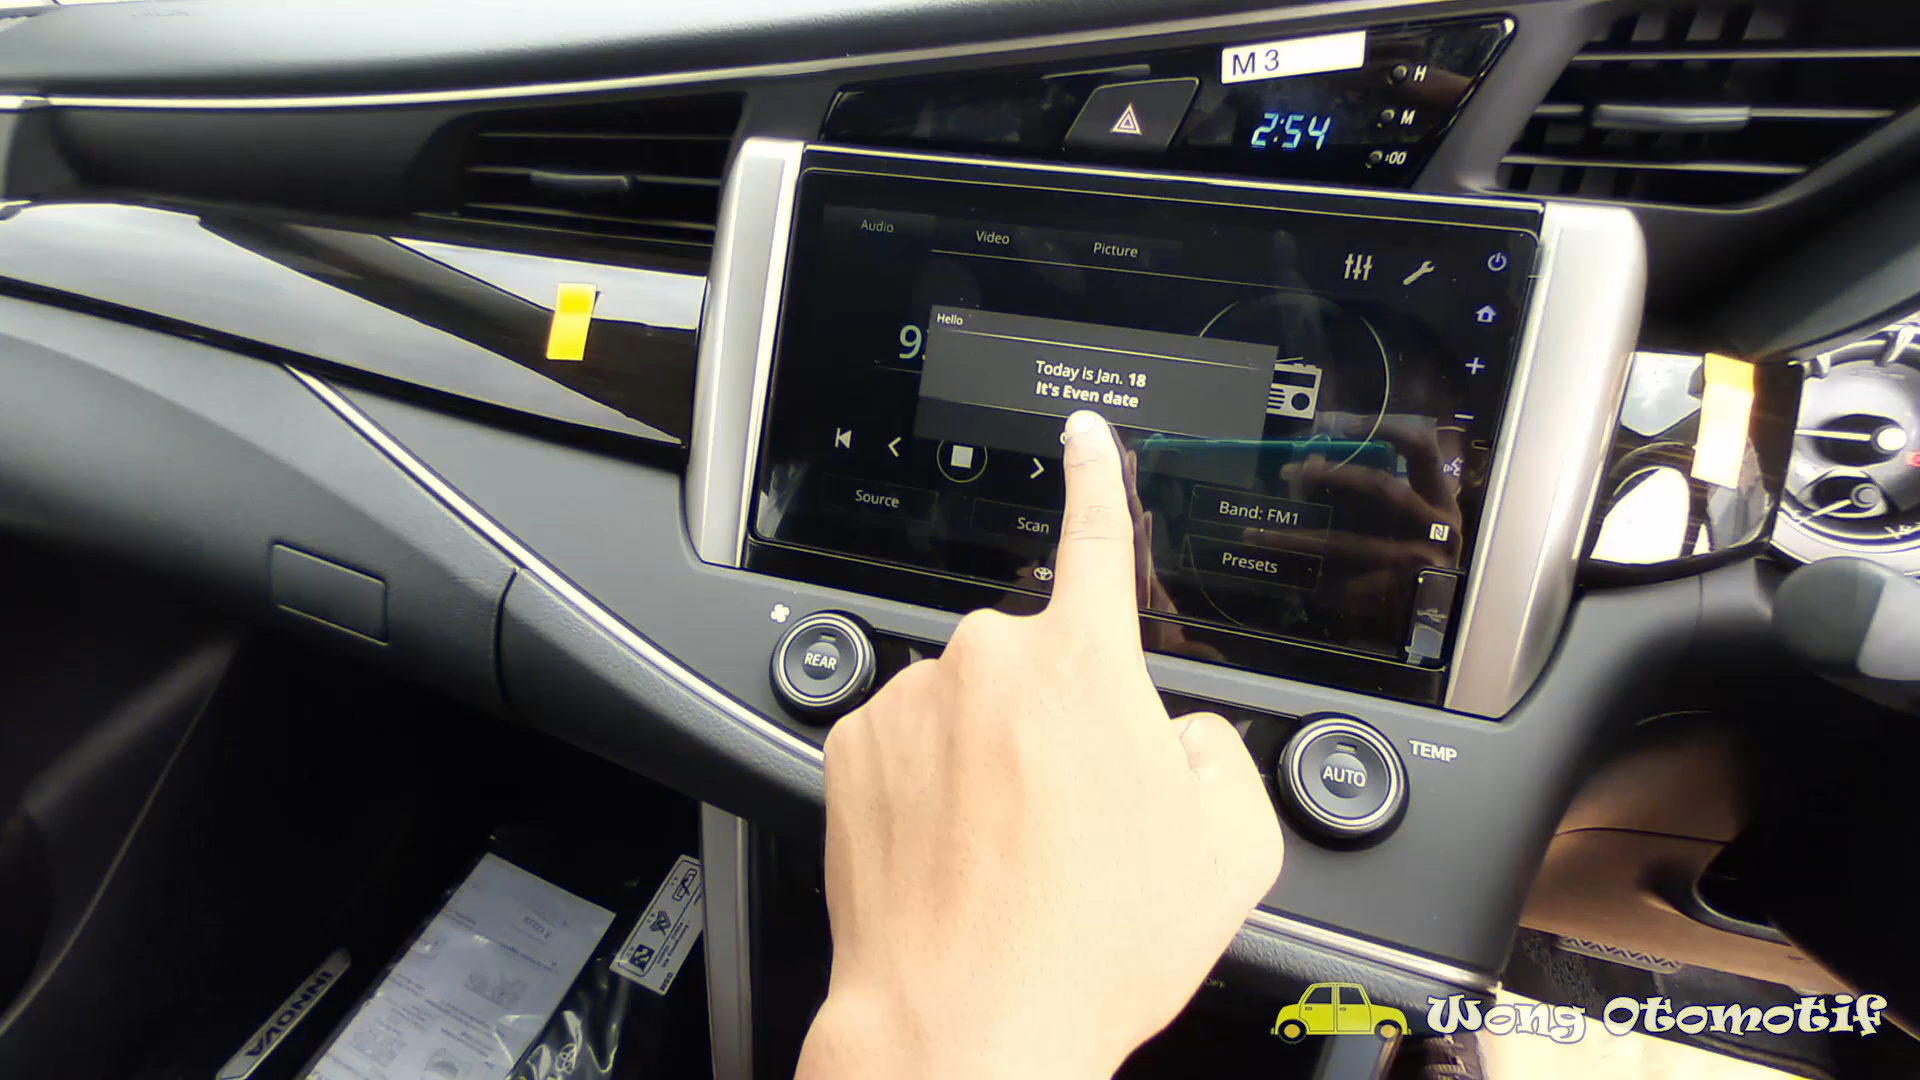 M 3
H
2:54
M
:00
Audio
Video
Picture
Hello
9
Today is Jan. 18
It's Even date
Source
Scan
Band: FM1
Presets
REAR
AUTO
TEMP
INNOVA
Wong Otomotif